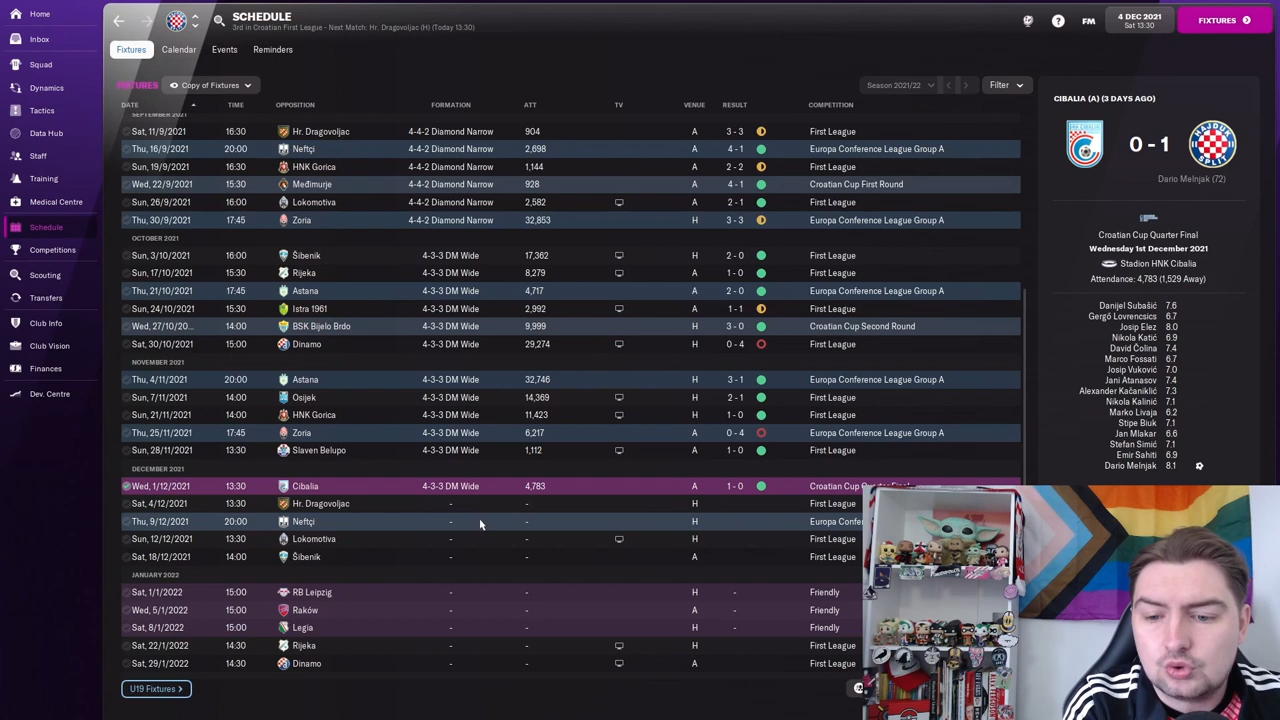 Home
Inbox
Squad
Dynamics
Tactics
Data Hub
Staff
Training
Medical Centre
Schedule
Competitions
Scouting
Transfers
Club Info
Club Vision
Finances
Dev. Centre
SCHEDULE
3rd in Croatian First League - Next Match: Hr. Dragovoljac (H) (Today 13:30)
FM
4 DEC 2021
Sat 13:30
FIXTURES
Fixtures Calendar Events Reminders
FIXTURES Copy of Fixtures Season 2021/22 Filter
DATE TIME OPPOSITION FORMATION ATT TV VENUE RESULT COMPETITION
SEPTEMBER 2021
Sat, 11/9/2021 16:30 Hr. Dragovoljac 4-4-2 Diamond Narrow 904 A 3 - 3 First League
Thu, 16/9/2021 20:00 Neftçi 4-4-2 Diamond Narrow 2,698 A 4 - 1 Europa Conference League Group A
Sun, 19/9/2021 16:30 HNK Gorica 4-4-2 Diamond Narrow 1,144 A 2 - 2 First League
Wed, 22/9/2021 15:30 Međimurje 4-4-2 Diamond Narrow 928 A 4 - 1 Croatian Cup First Round
Sun, 26/9/2021 16:00 Lokomotiva 4-4-2 Diamond Narrow 2,582 A 2 - 1 First League
Thu, 30/9/2021 17:45 Zoria 4-4-2 Diamond Narrow 32,853 H 3 - 3 Europa Conference League Group A
OCTOBER 2021
Sun, 3/10/2021 16:00 Šibenik 4-3-3 DM Wide 17,362 H 2 - 0 First League
Sun, 17/10/2021 15:30 Rijeka 4-3-3 DM Wide 8,279 A 1 - 0 First League
Thu, 21/10/2021 17:45 Astana 4-3-3 DM Wide 4,717 A 2 - 0 Europa Conference League Group A
Sun, 24/10/2021 15:30 Istra 1961 4-3-3 DM Wide 2,992 A 1 - 1 First League
Wed, 27/10/20... 14:00 BSK Bijelo Brdo 4-3-3 DM Wide 9,999 H 3 - 0 Croatian Cup Second Round
Sat, 30/10/2021 15:00 Dinamo 4-3-3 DM Wide 29,274 H 0 - 4 First League
NOVEMBER 2021
Thu, 4/11/2021 20:00 Astana 4-3-3 DM Wide 32,746 H 3 - 1 Europa Conference League Group A
Sun, 7/11/2021 14:00 Osijek 4-3-3 DM Wide 14,369 H 2 - 1 First League
Sun, 21/11/2021 14:00 HNK Gorica 4-3-3 DM Wide 11,423 H 1 - 0 First League
Thu, 25/11/2021 17:45 Zoria 4-3-3 DM Wide 6,217 A 0 - 4 Europa Conference League Group A
Sun, 28/11/2021 13:30 Slaven Belupo 4-3-3 DM Wide 1,112 A 1 - 0 First League
DECEMBER 2021
Wed, 1/12/2021 13:30 Cibalia 4-3-3 DM Wide 4,783 A 1 - 0 Croatian Cup Quarter Final
Sat, 4/12/2021 13:30 Hr. Dragovoljac - - H First League
Thu, 9/12/2021 20:00 Neftçi - - H Europa
Sun, 12/12/2021 13:30 Lokomotiva - - H First League
Sat, 18/12/2021 14:00 Šibenik - - A First League
JANUARY 2022
Sat, 1/1/2022 15:00 RB Leipzig - - H - Friendly
Wed, 5/1/2022 15:00 Raków - - H - Friendly
Sat, 8/1/2022 15:00 Legia - - H - Friendly
Sat, 22/1/2022 14:30 Rijeka - - H First League
Sat, 29/1/2022 14:30 Dinamo - - A First League
U19 Fixtures
CIBALIA (A) (3 DAYS AGO)
0 - 1
Dario Melnjak (72)
Croatian Cup Quarter Final
Wednesday 1st December 2021
Stadion HNK Cibalia
Attendance: 4,783 (1,529 Away)
Danijel Subašić 7.6
Gergő Lovrencsics 6.7
Josip Elez 8.0
Nikola Katić 6.9
David Čolina 7.4
Marco Fossati 6.7
Josip Vuković 7.0
Jani Atanasov 7.4
Alexander Kačaniklić 7.3
Nikola Kalinić 7.1
Marko Livaja 6.2
Stipe Biuk 7.1
Jan Mlakar 6.6
Stefan Simić 7.1
Emir Sahiti 6.9
Dario Melnjak 8.1